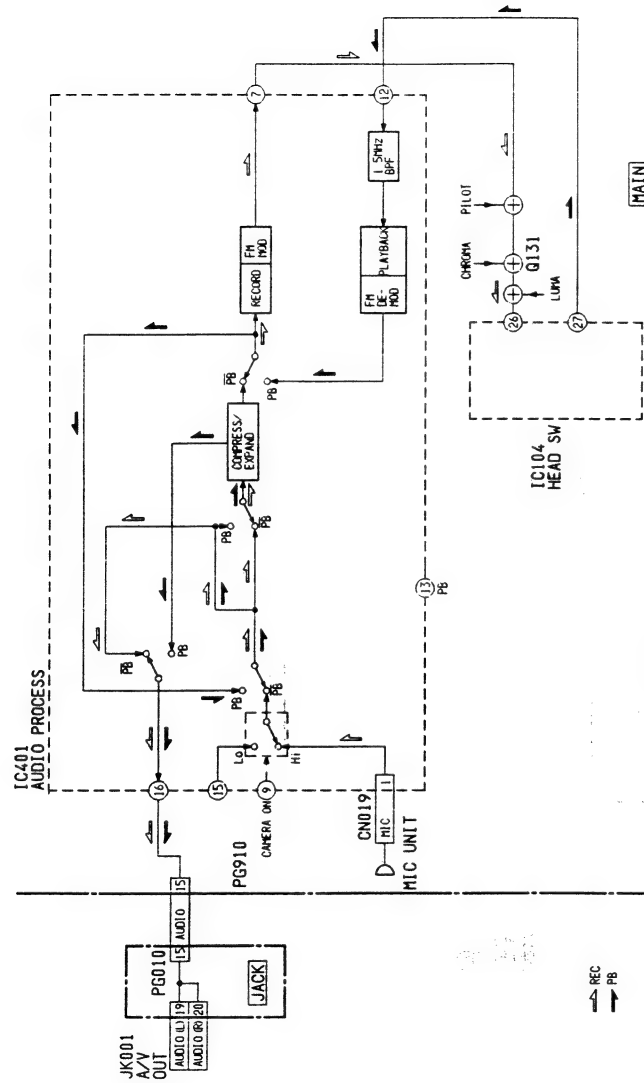 IC401
AUDIO PROCESS
JK001
A/V
OUT
AUDIO (L) 19
AUDIO (R) 20
PG010
15 AUDIO 15
JACK
16
15
PG910
9
CAMERA ON
Lo
Hi
CN019
MIC 1
MIC UNIT
PB
PB
PB
PB
PB
PB
COMPRESS/
EXPAND
PB
PB
RECORD
FM
MOD
7
12
1.5MHz
BPF
PLAYBACK
FM
DE-
MOD
13
PB
PILOT
CHROMA
Q131
LUMA
26
27
IC104
HEAD SW
MAIN
REC
PB